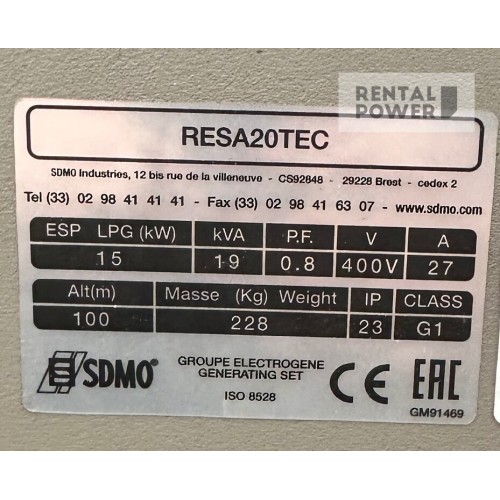 RENTAL
POWER
RESA20TEC
SDMO Industries, 12 bis rue de la villeneuve - CS92848 - 29228 Brest - cedex 2
Tel (33) 02 98 41 41 41 - Fax (33) 02 98 41 6 307 - www.sdmo.com
ESP LPG (kW) kVA P.F. V A
15 19 0.8 400V 27
Alt(m) Masse (Kg) Weight IP CLASS
100 228 23 G1
SDMO®
GROUPE ELECTROGENE
GENERATING SET
ISO 8528
CE EAC
GM91469